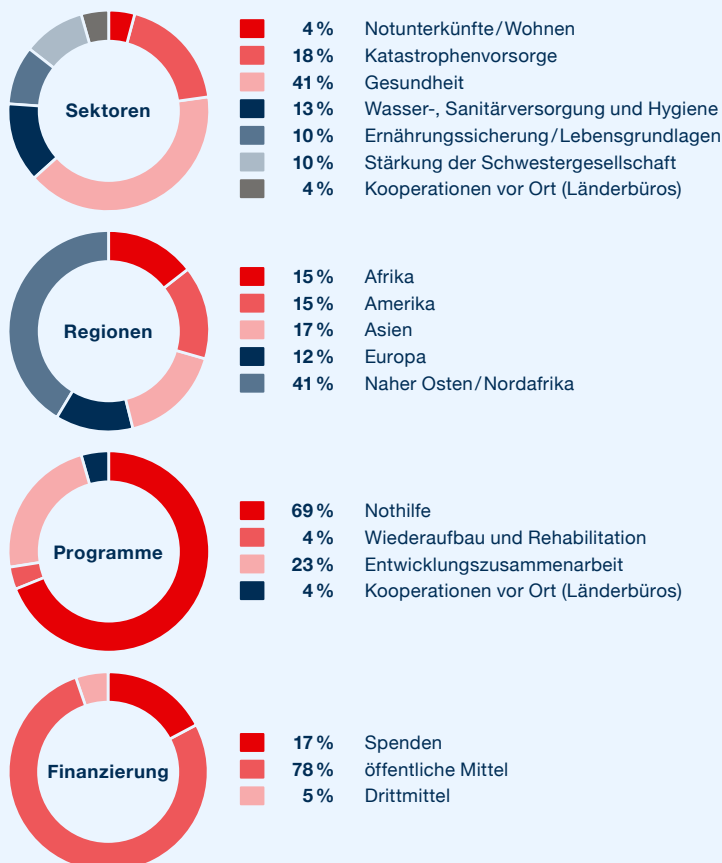 Sektoren
4 % Notunterkünfte/Wohnen
18 % Katastrophenvorsorge
41 % Gesundheit
13 % Wasser-, Sanitärversorgung und Hygiene
10 % Ernährungssicherung/Lebensgrundlagen
10 % Stärkung der Schwestergesellschaft
4 % Kooperationen vor Ort (Länderbüros)
Regionen
15 % Afrika
15 % Amerika
17 % Asien
12 % Europa
41 % Naher Osten/Nordafrika
Programme
69 % Nothilfe
4 % Wiederaufbau und Rehabilitation
23 % Entwicklungszusammenarbeit
4 % Kooperationen vor Ort (Länderbüros)
Finanzierung
17 % Spenden
78 % öffentliche Mittel
5 % Drittmittel